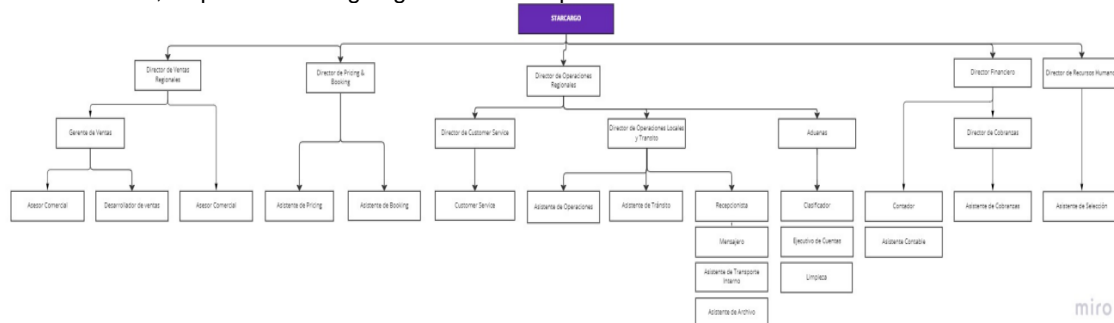 STARCARGO
Director de Ventas
Regionales
Director de Pricing &
Booking
Director de Operaciones
Regionales
Director Financiero
Director de Recursos Humano
Gerente de Ventas
Director de Customer Service
Director de Operaciones Locales
y Transito
Aduanas
Director de Cobranzas
Asesor Comercial
Desarrollador de ventas
Asesor Comercial
Asistente de Pricing
Asistente de Booking
Customer Service
Asistente de Operaciones
Asistente de Tránsito
Recepcionista
Clasificador
Contador
Asistente de Cobranzas
Asistente de Selección
Mensajero
Ejecutivo de Cuentas
Asistente Contable
Asistente de Transporte
Interno
Limpieza
Asistente de Archivo
miro